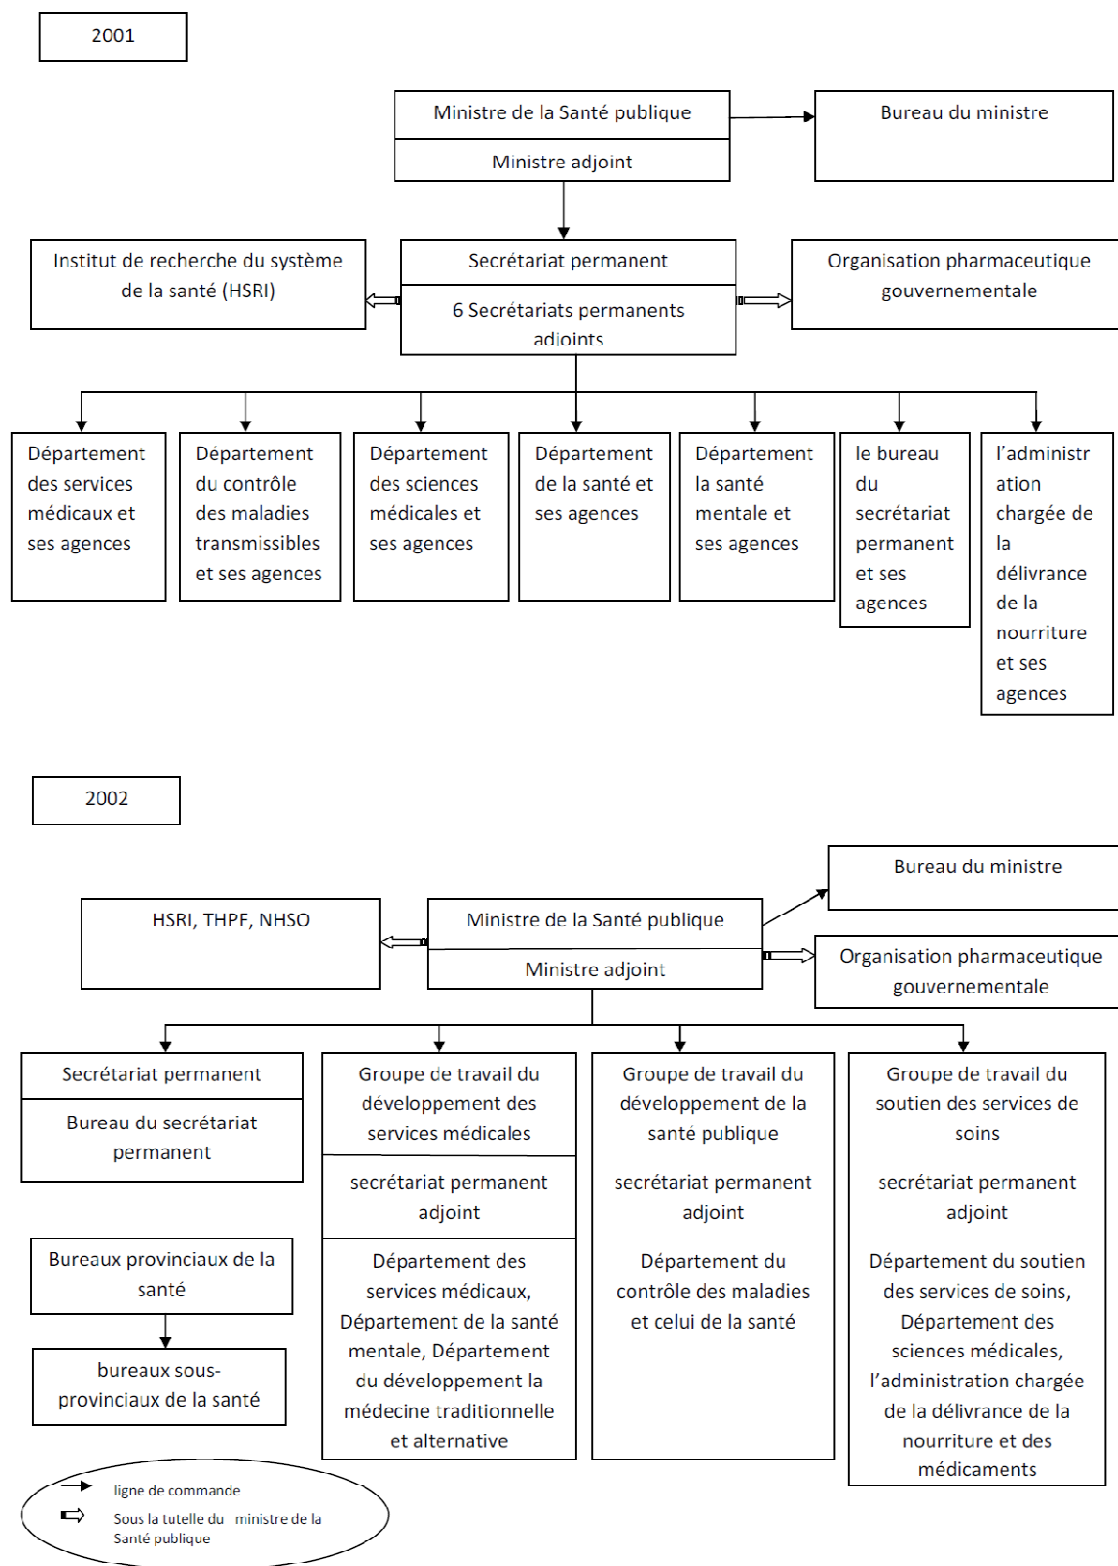 2001
Ministre de la Santé publique
Ministre adjoint
Bureau du ministre
Institut de recherche du système
de la santé (HSRI)
Secrétariat permanent
6 Secrétariats permanents
adjoints
Organisation pharmaceutique
gouvernementale
Département
des services
médicaux et
ses agences
Département
du contrôle
des maladies
transmissibles
et ses agences
Département
des sciences
médicales et
ses agences
Département
de la santé et
ses agences
Département
la santé
mentale et
ses agences
le bureau
du
secrétariat
permanent
et ses
agences
l'administr
ation
chargée de
la
délivrance
de la
nourriture
et ses
agences
2002
HSRI, THPF, NHSO
Ministre de la Santé publique
Ministre adjoint
Bureau du ministre
Organisation pharmaceutique
gouvernementale
Secrétariat permanent
Bureau du secrétariat
permanent
Bureaux provinciaux de la
santé
bureaux sous-
provinciaux de la santé
Groupe de travail du
développement des
services médicales
secrétariat permanent
adjoint
Département des
services médicaux,
Département de la santé
mentale, Département
du développement la
médecine traditionnelle
et alternative
Groupe de travail du
développement de la
santé publique
secrétariat permanent
adjoint
Département du
contrôle des maladies
et celui de la santé
Groupe de travail du
soutien des services de
soins
secrétariat permanent
adjoint
Département du soutien
des services de soins,
Département des
sciences médicales,
l'administration chargée
de la délivrance de la
nourriture et des
médicaments
ligne de commande
Sous la tutelle du ministre de la
Santé publique